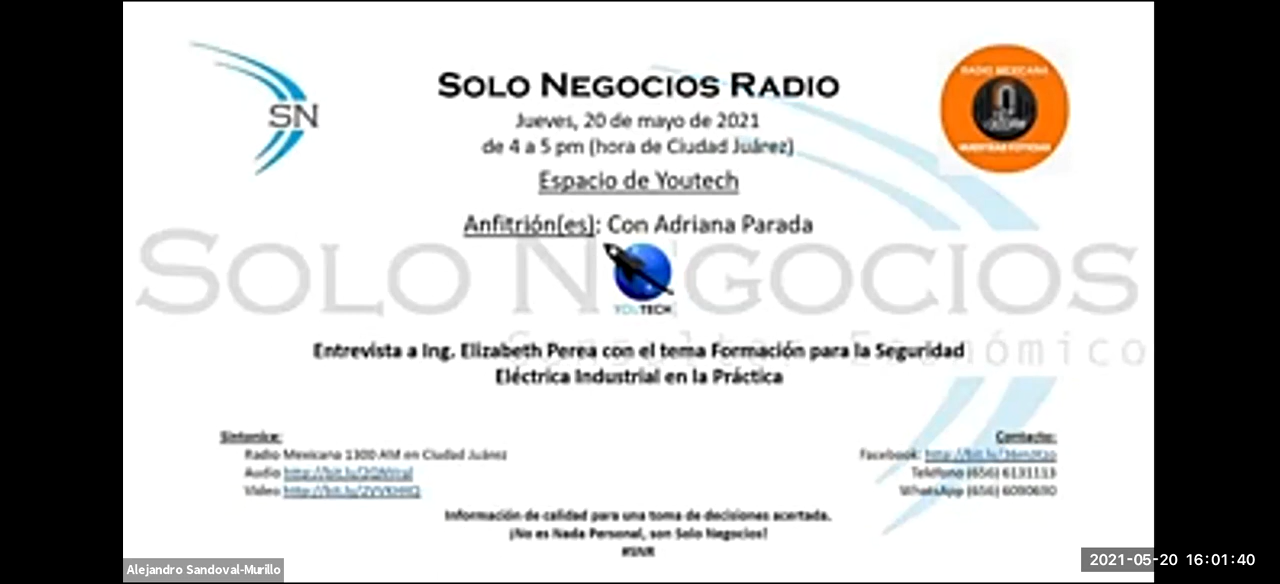 SN
SOLO NEGOCIOS RADIO
Jueves, 20 de mayo de 2021
de 4 a 5 pm (hora de Ciudad Juárez)
Espacio de Youtech
Anfitrión(es): Con Adriana Parada
RADIO MEXICANA
SOLO NEGOCIOS
YOUTECH
Económico
Entrevista a Ing. Elizabeth Perea con el tema Formación para la Seguridad
Eléctrica Industrial en la Práctica
Sintonice:
Radio Mexicana 1300 AM en Ciudad Juárez
Audio
Video
Contacto:
Facebook:
Teléfono (656) 6131113
WhatsApp (656)
Información de calidad para una toma de decisiones acertada.
¡No es Nada Personal, son Solo Negocios!
#SNR
Alejandro Sandoval-Murillo
2021-05-20 16:01:40